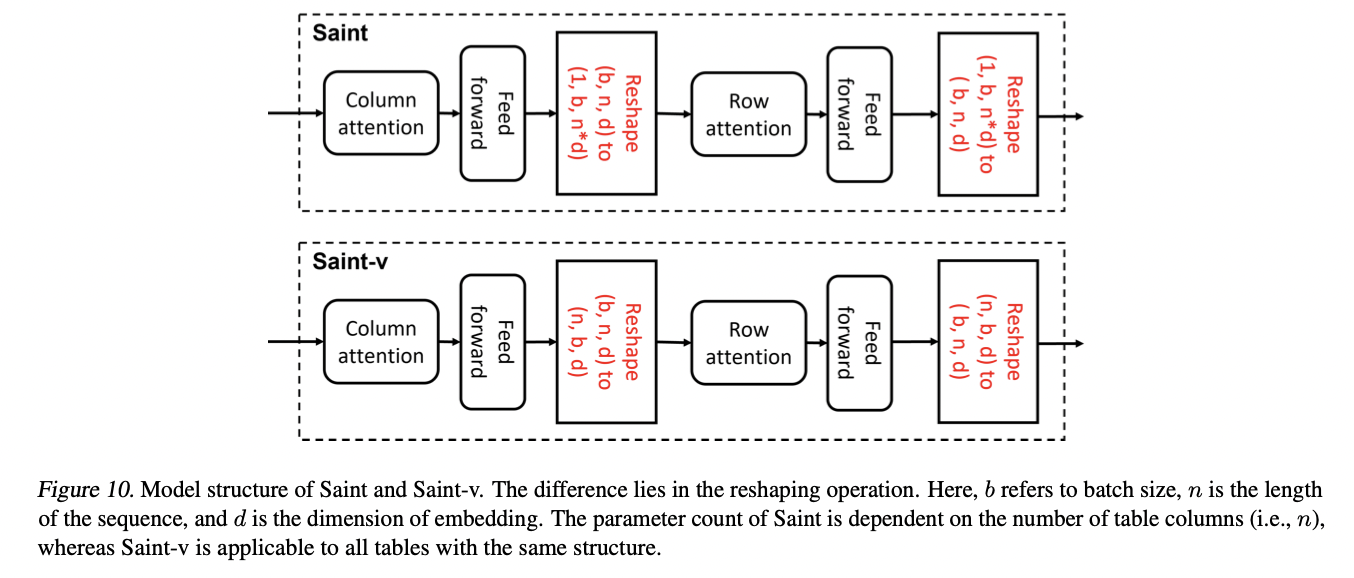 Saint
Column
attention
Feed
forward
Reshape
(b, n, d) to
(1, b, n*d)
Row
attention
Feed
forward
Reshape
(1, b, n*d) to
( b, n, d)
Saint-v
Column
attention
Feed
forward
Reshape
(b, n, d) to
(n, b, d)
Row
attention
Feed
forward
Reshape
(n, b, d) to
( b, n, d)
Figure 10. Model structure of Saint and Saint-v. The difference lies in the reshaping operation. Here, b refers to batch size, n is the length
of the sequence, and d is the dimension of embedding. The parameter count of Saint is dependent on the number of table columns (i.e., n),
whereas Saint-v is applicable to all tables with the same structure.